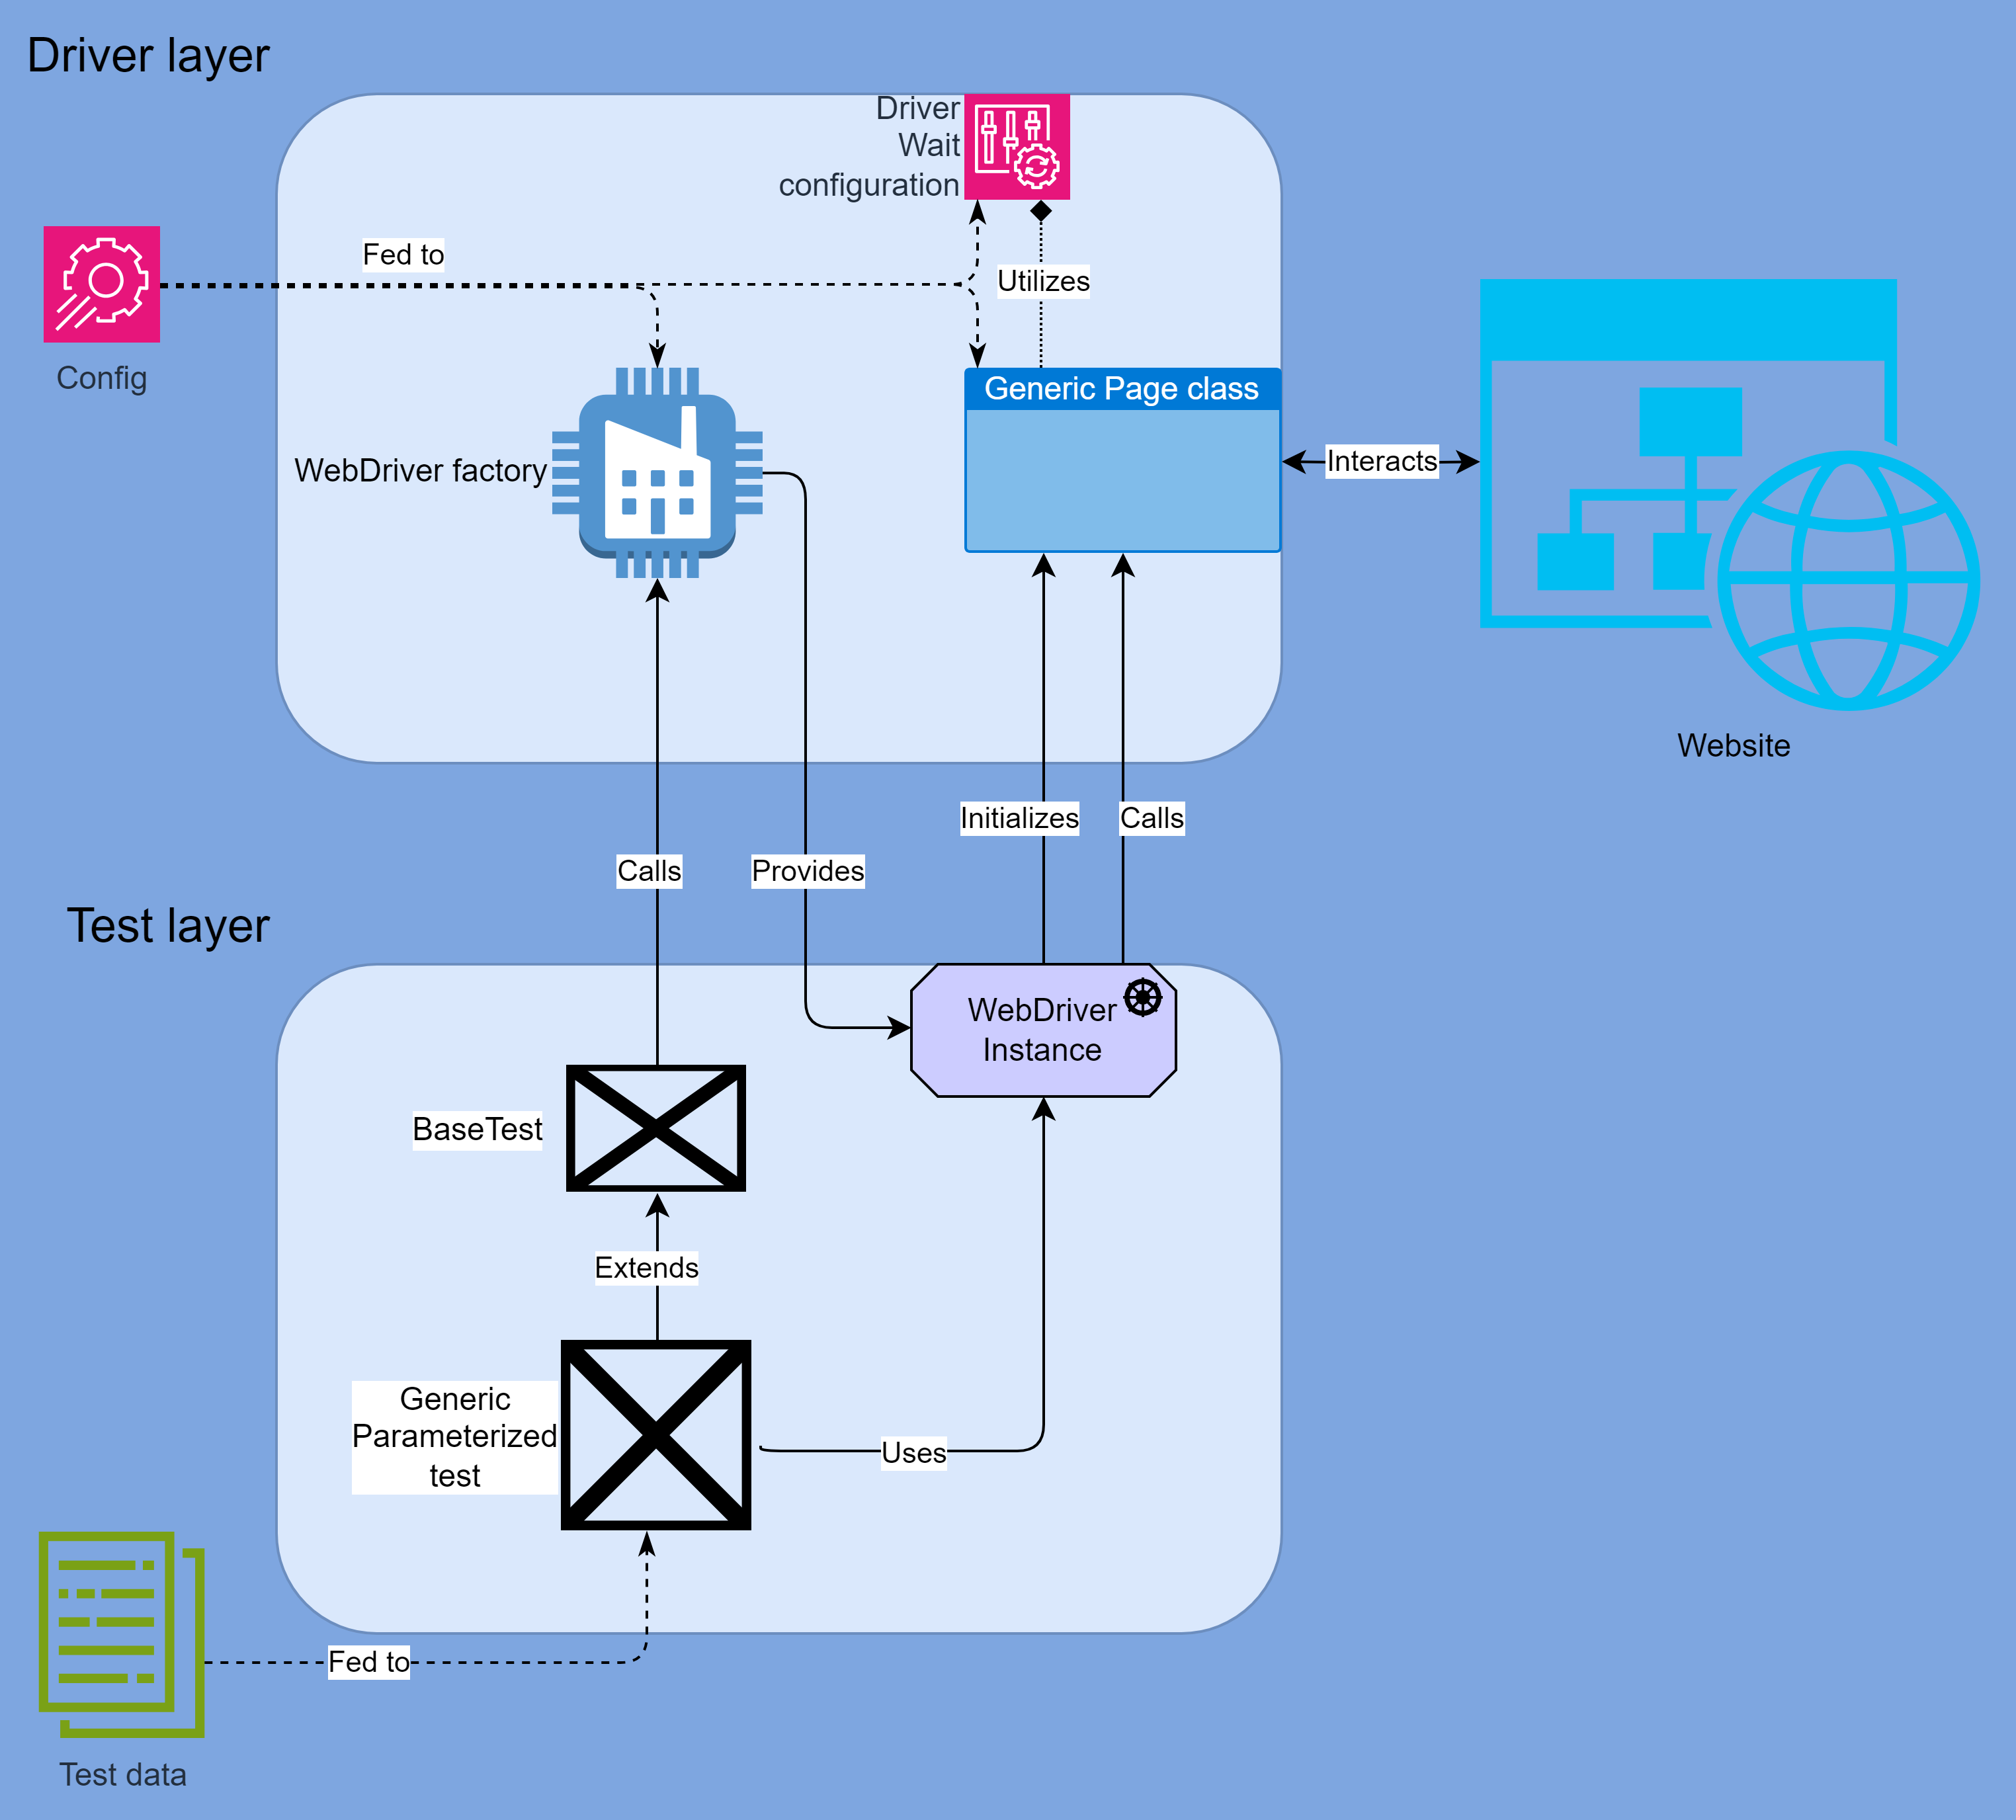 Driver layer
Driver
Wait
configuration
Fed to
Utilizes
Config
Generic Page class
WebDriver factory
Interacts
Website
Initializes
Calls
Calls
Provides
Test layer
WebDriver
Instance
BaseTest
Extends
Generic
Parameterized
test
Uses
Fed to
Test data